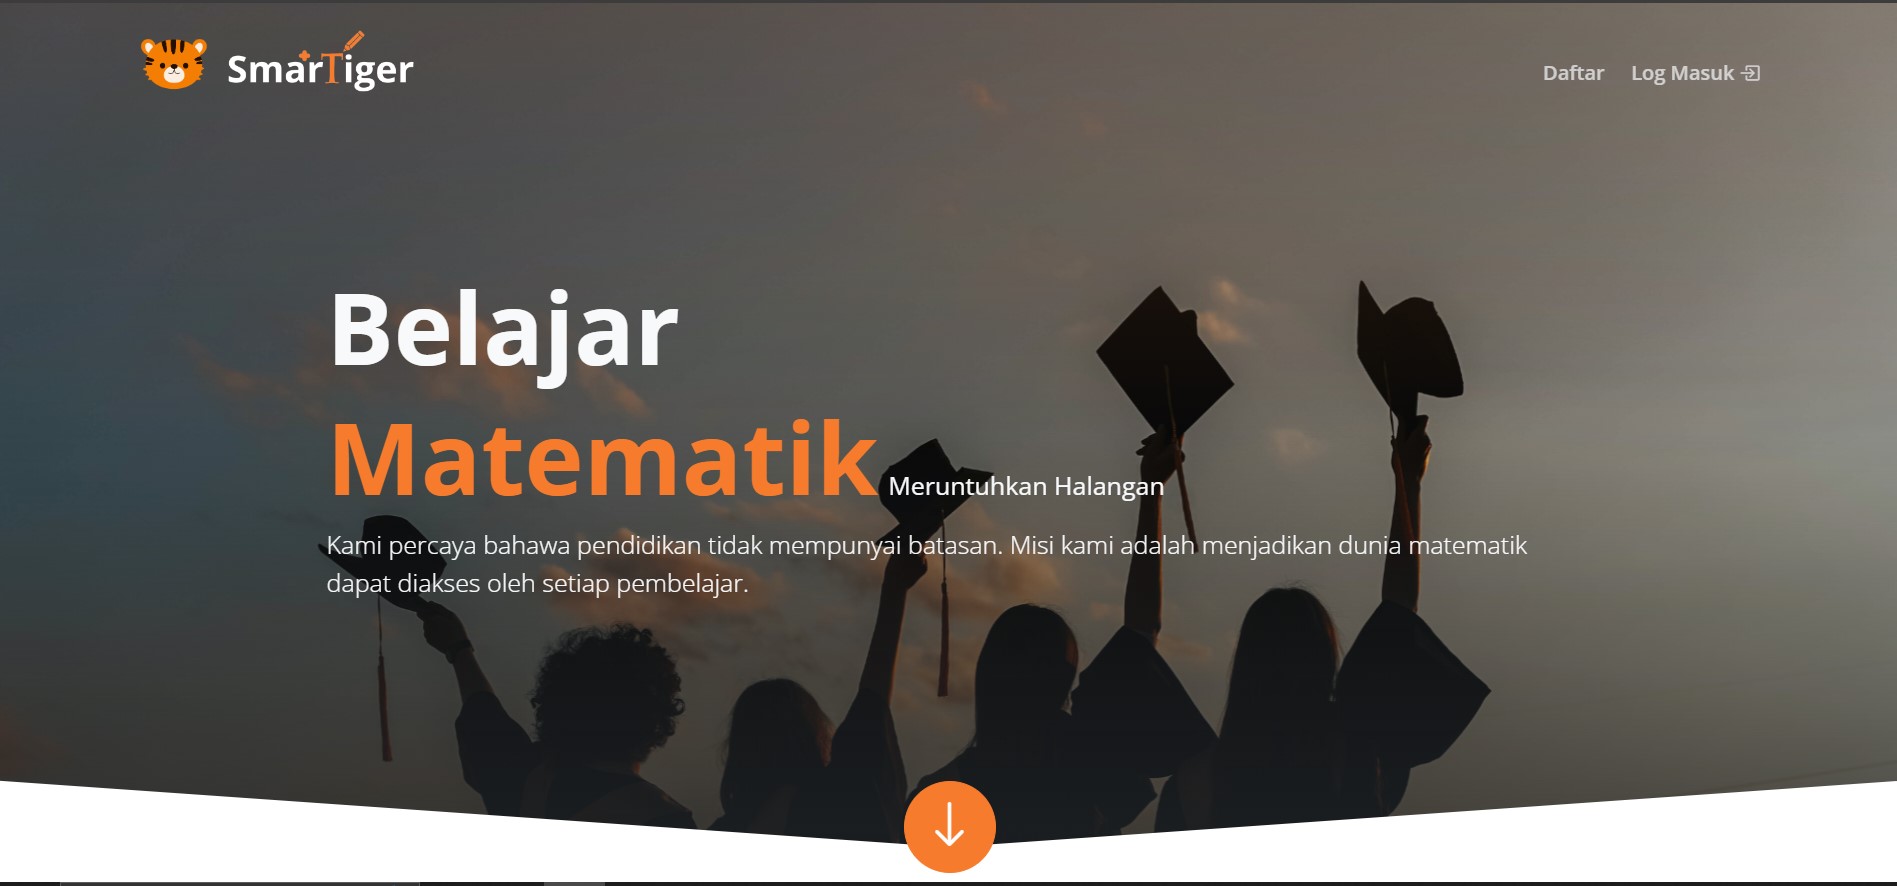 SmarTiger
Daftar
Log Masuk
Belajar
Matematik
Meruntuhkan Halangan
Kami percaya bahawa pendidikan tidak mempunyai batasan. Misi kami adalah menjadikan dunia matematik
dapat diakses oleh setiap pembelajar.